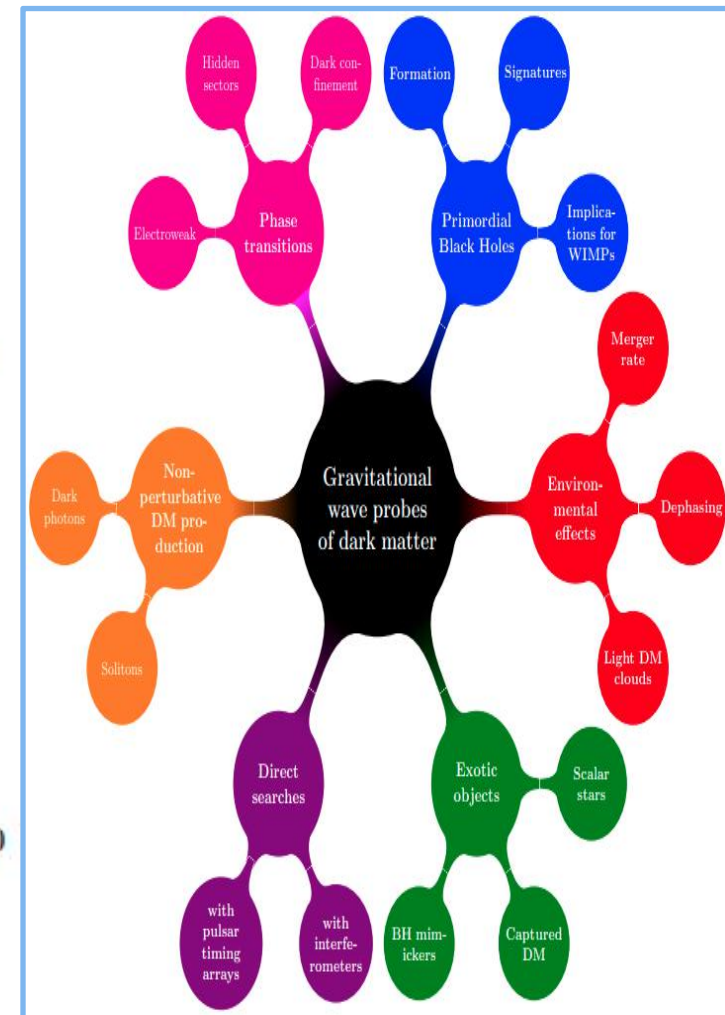 Hidden
sectors
Dark con-
finement
Electroweak
Phase
transitions
Formation
Signatures
Primordial
Black Holes
Implica-
tions for
WIMPs
Merger
rate
Environ-
mental
effects
Dephasing
Light DM
clouds
Gravitational
wave probes
of dark matter
Non-
perturbative
DM pro-
duction
Dark
photons
Solitons
Direct
searches
with
pulsar
timing
arrays
with
interfe-
rometers
Exotic
objects
Scalar
stars
BH mim-
ickers
Captured
DM